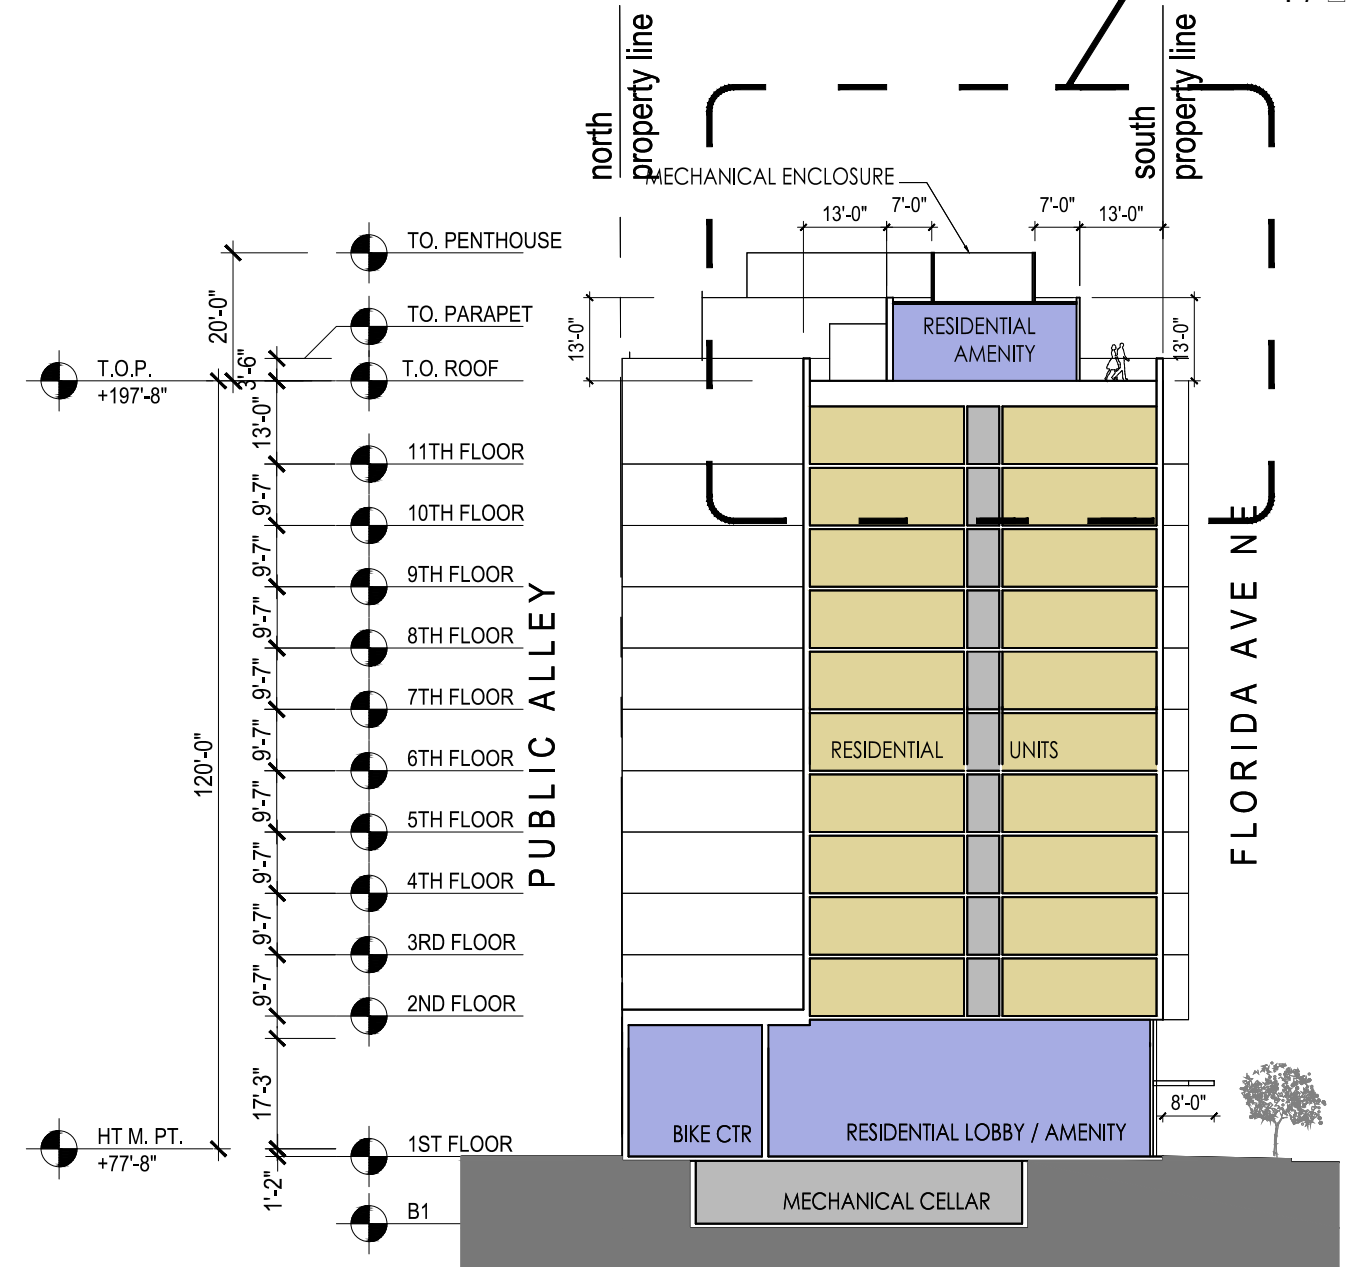 north
property line
south
property line
MECHANICAL ENCLOSURE
13'-0"
7'-0"
7'-0"
13'-0"
TO. PENTHOUSE
20'-0"
TO. PARAPET
13'-0"
RESIDENTIAL
AMENITY
13'-0"
T.O.P.
+197'-8"
3'-6"
T.O. ROOF
13'-0"
11TH FLOOR
9'-7"
10TH FLOOR
9'-7"
9TH FLOOR
9'-7"
8TH FLOOR
9'-7"
7TH FLOOR
9'-7"
6TH FLOOR
9'-7"
5TH FLOOR
9'-7"
4TH FLOOR
9'-7"
3RD FLOOR
9'-7"
2ND FLOOR
120'-0"
PUBLIC ALLEY
RESIDENTIAL UNITS
FLORIDA AVE NE
17'-3"
8'-0"
HT M. PT.
+77'-8"
1ST FLOOR
BIKE CTR
RESIDENTIAL LOBBY / AMENITY
1'-2"
B1
MECHANICAL CELLAR